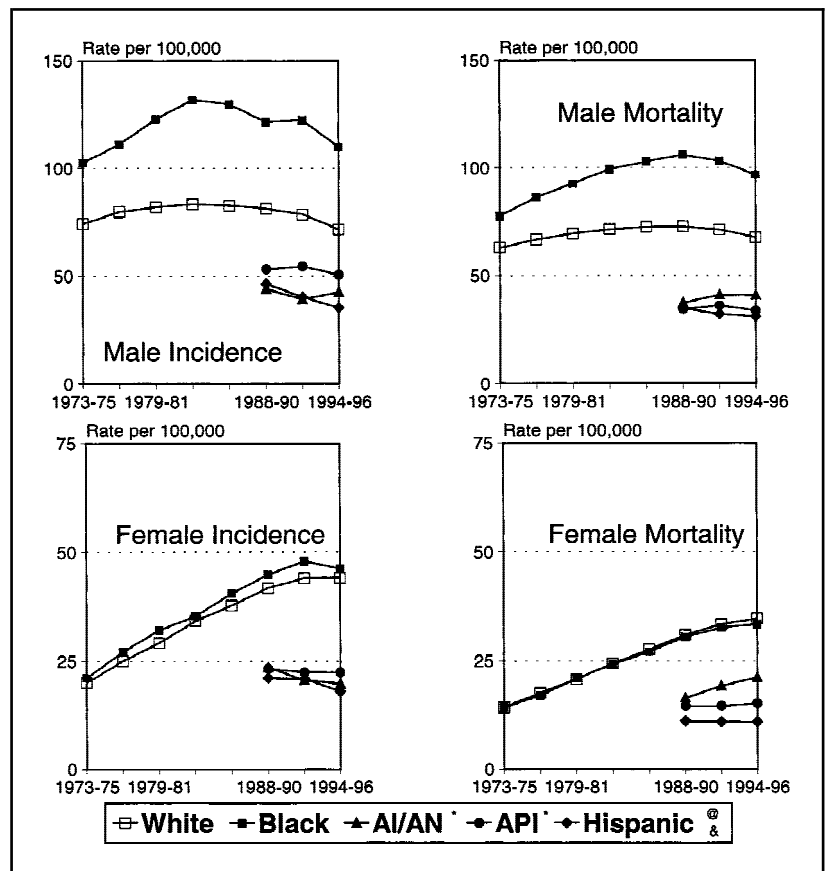 Rate per 100,000
150
100
50
0
Male Incidence
1973-75 1979-81 1988-90 1994-96
Rate per 100,000
150
100
50
0
Male Mortality
1973-75 1979-81 1988-90 1994-96
Rate per 100,000
75
50
25
0
Female Incidence
1973-75 1979-81 1988-90 1994-96
Rate per 100,000
75
50
25
0
Female Mortality
1973-75 1979-81 1988-90 1994-96
White Black AI/AN * API * Hispanic @ &